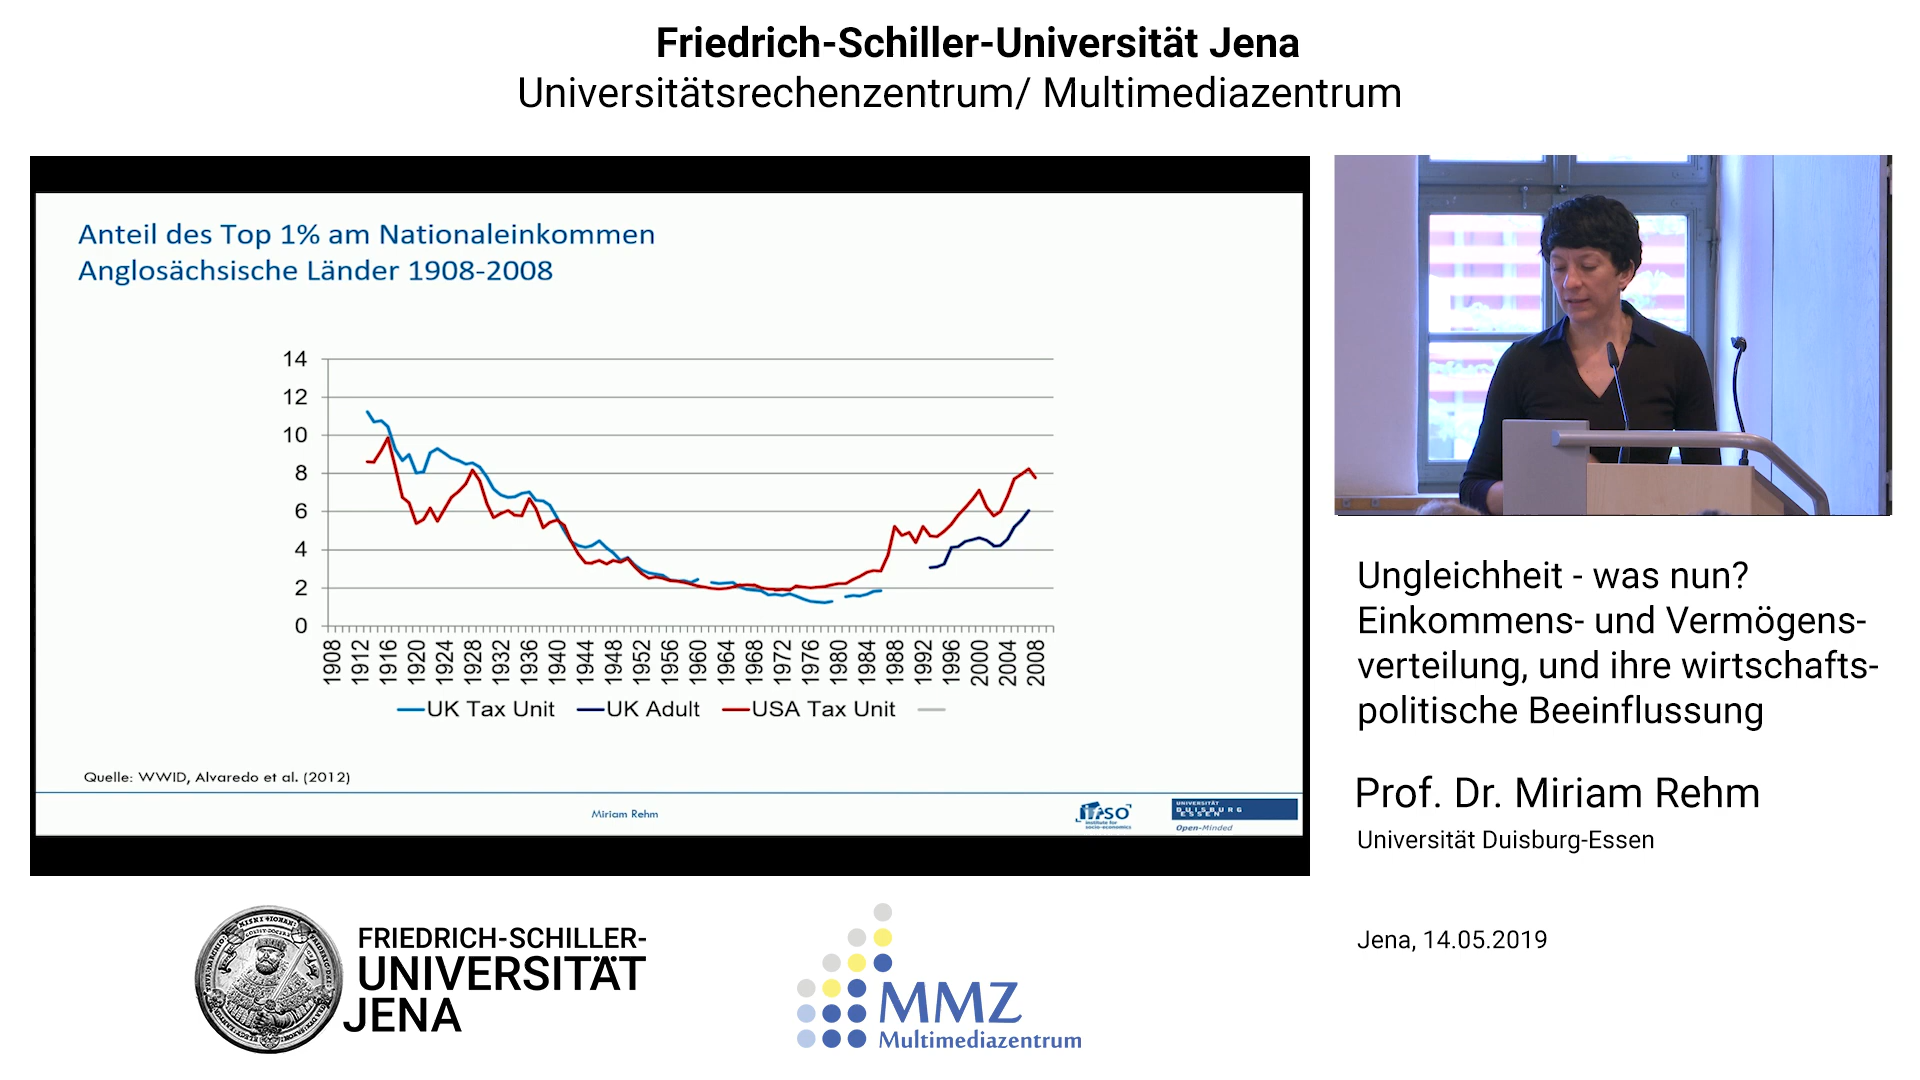 Friedrich-Schiller-Universität Jena
Universitätsrechenzentrum/ Multimediazentrum
Anteil des Top 1% am Nationaleinkommen
Anglosächsische Länder 1908-2008
14
12
10
8
6
4
2
0
1908 1912 1916 1920 1924 1928 1932 1936 1940 1944 1948 1952 1956 1960 1964 1968 1972 1976 1980 1984 1988 1992 1996 2000 2004 2008
UK Tax Unit UK Adult USA Tax Unit
Quelle: WWID, Alvaredo et al. (2012)
Miriam Rehm
institute for
socio-economics
UNIVERSITÄT
DUISBURG
ESSEN
Open-Minded
Ungleichheit - was nun?
Einkommens- und Vermögens-
verteilung, und ihre wirtschafts-
politische Beeinflussung
Prof. Dr. Miriam Rehm
Universität Duisburg-Essen
Jena, 14.05.2019
FRIEDRICH-SCHILLER-
UNIVERSITÄT
JENA
MMZ
Multimediazentrum